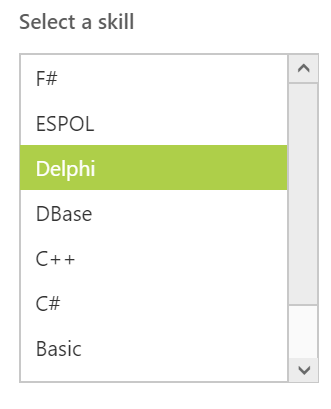 Select a skill
F#
ESPOL
Delphi
DBase
C++
C#
Basic